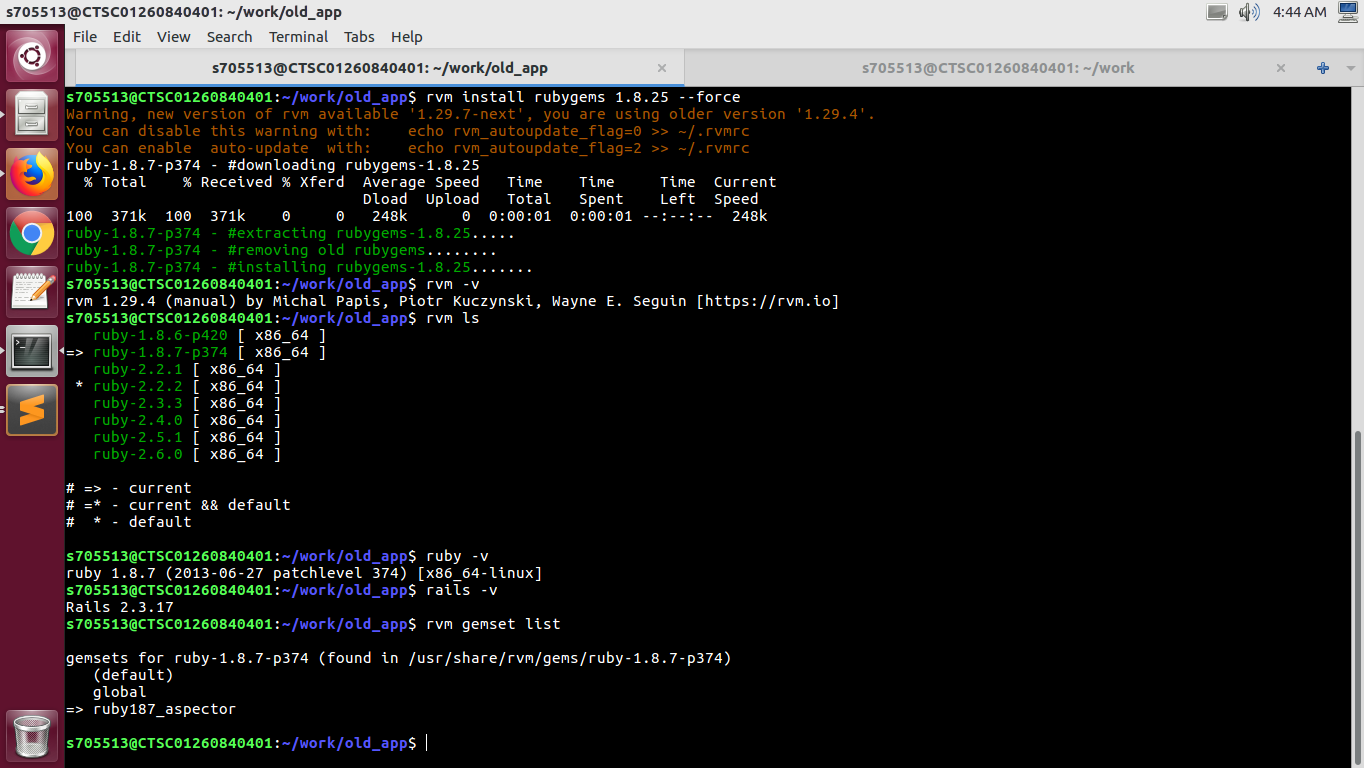 s705513@CTSC01260840401: ~/work/old_app
4:44 AM
File Edit View Search Terminal Tabs Help
s705513@CTSC01260840401: ~/work/old_app × s705513@CTSC01260840401: ~/work ×
s705513@CTSC01260840401:~/work/old_app$ rvm install rubygems 1.8.25 --force
Warning, new version of rvm available '1.29.7-next', you are using older version '1.29.4'.
You can disable this warning with:    echo rvm_autoupdate_flag=0 >> ~/.rvmrc
You can enable  auto-update  with:    echo rvm_autoupdate_flag=2 >> ~/.rvmrc
ruby-1.8.7-p374 - #downloading rubygems-1.8.25
  % Total    % Received % Xferd  Average Speed   Time    Time     Time  Current
                                 Dload  Upload   Total   Spent    Left  Speed
100  371k  100  371k    0     0   248k      0  0:00:01  0:00:01 --:--:--  248k
ruby-1.8.7-p374 - #extracting rubygems-1.8.25.....
ruby-1.8.7-p374 - #removing old rubygems........
ruby-1.8.7-p374 - #installing rubygems-1.8.25.......
s705513@CTSC01260840401:~/work/old_app$ rvm -v
rvm 1.29.4 (manual) by Michal Papis, Piotr Kuczynski, Wayne E. Seguin [https://rvm.io]
s705513@CTSC01260840401:~/work/old_app$ rvm ls
   ruby-1.8.6-p420 [ x86_64 ]
=> ruby-1.8.7-p374 [ x86_64 ]
   ruby-2.2.1 [ x86_64 ]
 * ruby-2.2.2 [ x86_64 ]
   ruby-2.3.3 [ x86_64 ]
   ruby-2.4.0 [ x86_64 ]
   ruby-2.5.1 [ x86_64 ]
   ruby-2.6.0 [ x86_64 ]
# => - current
# =* - current && default
#  * - default
s705513@CTSC01260840401:~/work/old_app$ ruby -v
ruby 1.8.7 (2013-06-27 patchlevel 374) [x86_64-linux]
s705513@CTSC01260840401:~/work/old_app$ rails -v
Rails 2.3.17
s705513@CTSC01260840401:~/work/old_app$ rvm gemset list
gemsets for ruby-1.8.7-p374 (found in /usr/share/rvm/gems/ruby-1.8.7-p374)
   (default)
   global
=> ruby187_aspector
s705513@CTSC01260840401:~/work/old_app$